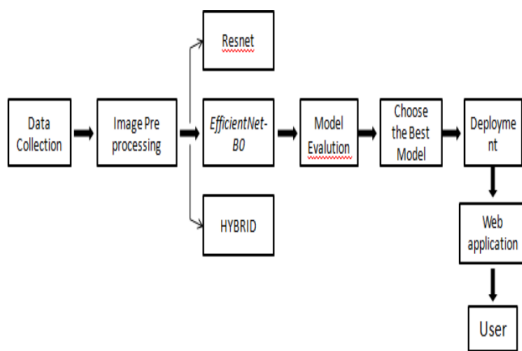 Resnet
Data
Collection
Image Pre
processing
EfficientNet-
B0
Model
Evalution
Choose
the Best
Model
Deployme
nt
HYBRID
Web
application
User